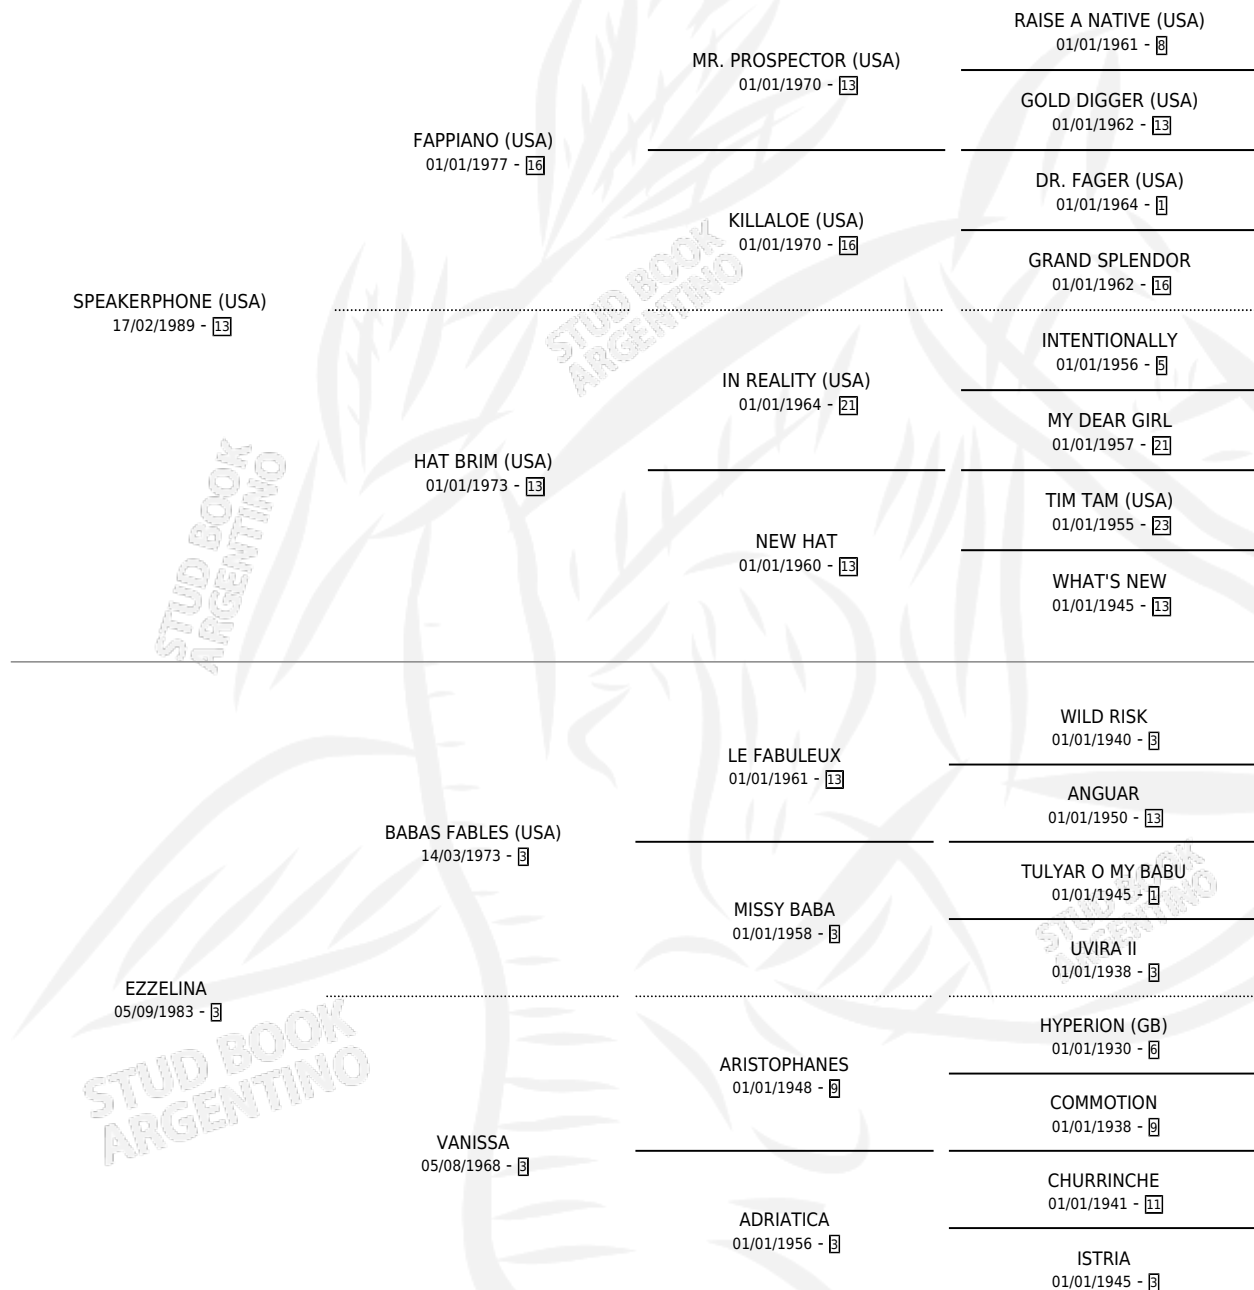 RAISE A NATIVE (USA)
01/01/1961 - 8
MR. PROSPECTOR (USA)
01/01/1970 - 13
GOLD DIGGER (USA)
01/01/1962 - 13
FAPPIANO (USA)
01/01/1977 - 16
DR. FAGER (USA)
01/01/1964 - 1
KILLALOE (USA)
01/01/1970 - 16
GRAND SPLENDOR
01/01/1962 - 16
SPEAKERPHONE (USA)
17/02/1989 - 13
INTENTIONALLY
01/01/1956 - 5
IN REALITY (USA)
01/01/1964 - 21
MY DEAR GIRL
01/01/1957 - 21
HAT BRIM (USA)
01/01/1973 - 13
TIM TAM (USA)
01/01/1955 - 23
NEW HAT
01/01/1960 - 13
WHAT'S NEW
01/01/1945 - 13
WILD RISK
01/01/1940 - 3
LE FABULEUX
01/01/1961 - 13
ANGUAR
01/01/1950 - 13
BABAS FABLES (USA)
14/03/1973 - 3
TULYAR O MY BABU
01/01/1945 - 1
MISSY BABA
01/01/1958 - 3
UVIRA II
01/01/1938 - 3
EZZELINA
05/09/1983 - 3
HYPERION (GB)
01/01/1930 - 6
ARISTOPHANES
01/01/1948 - 9
COMMOTION
01/01/1938 - 9
VANISSA
05/08/1968 - 3
CHURRINCHE
01/01/1941 - 11
ADRIATICA
01/01/1956 - 3
ISTRIA
01/01/1945 - 3
STUD BOOK
ARGENTINO
STUD BOOK
ARGENTINO
STUD BOOK
ARGENTINO
STUD BOOK
ARGENTINO